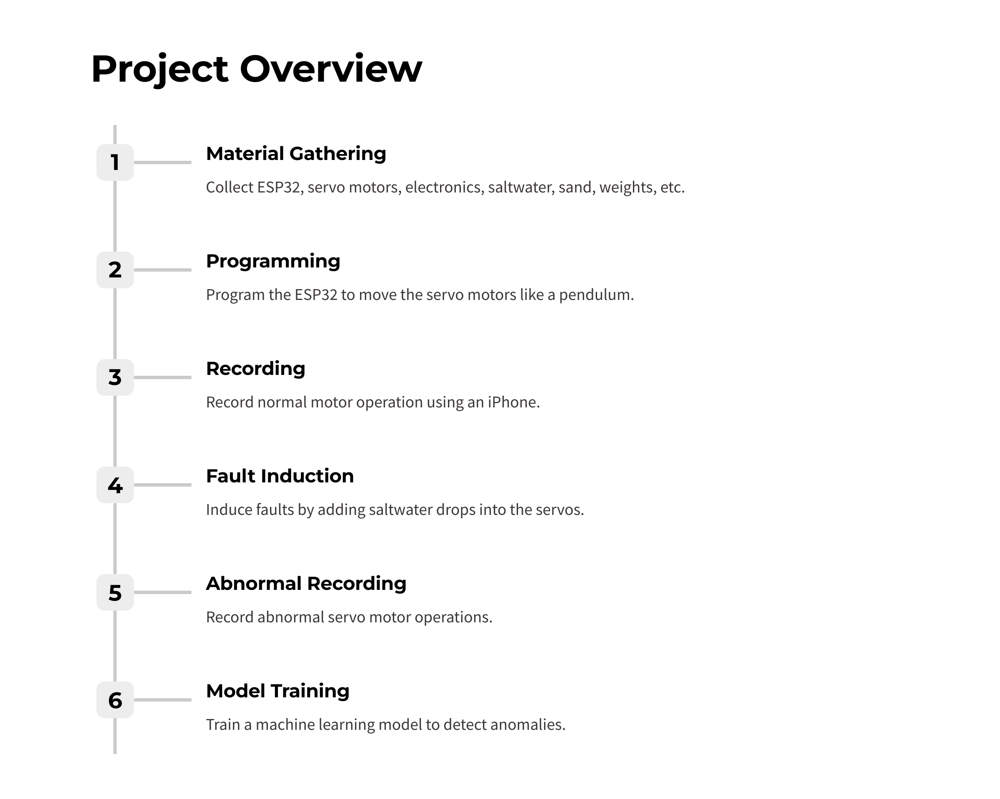 Project Overview
1
Material Gathering
Collect ESP32, servo motors, electronics, saltwater, sand, weights, etc.
2
Programming
Program the ESP32 to move the servo motors like a pendulum.
3
Recording
Record normal motor operation using an iPhone.
4
Fault Induction
Induce faults by adding saltwater drops into the servos.
5
Abnormal Recording
Record abnormal servo motor operations.
6
Model Training
Train a machine learning model to detect anomalies.